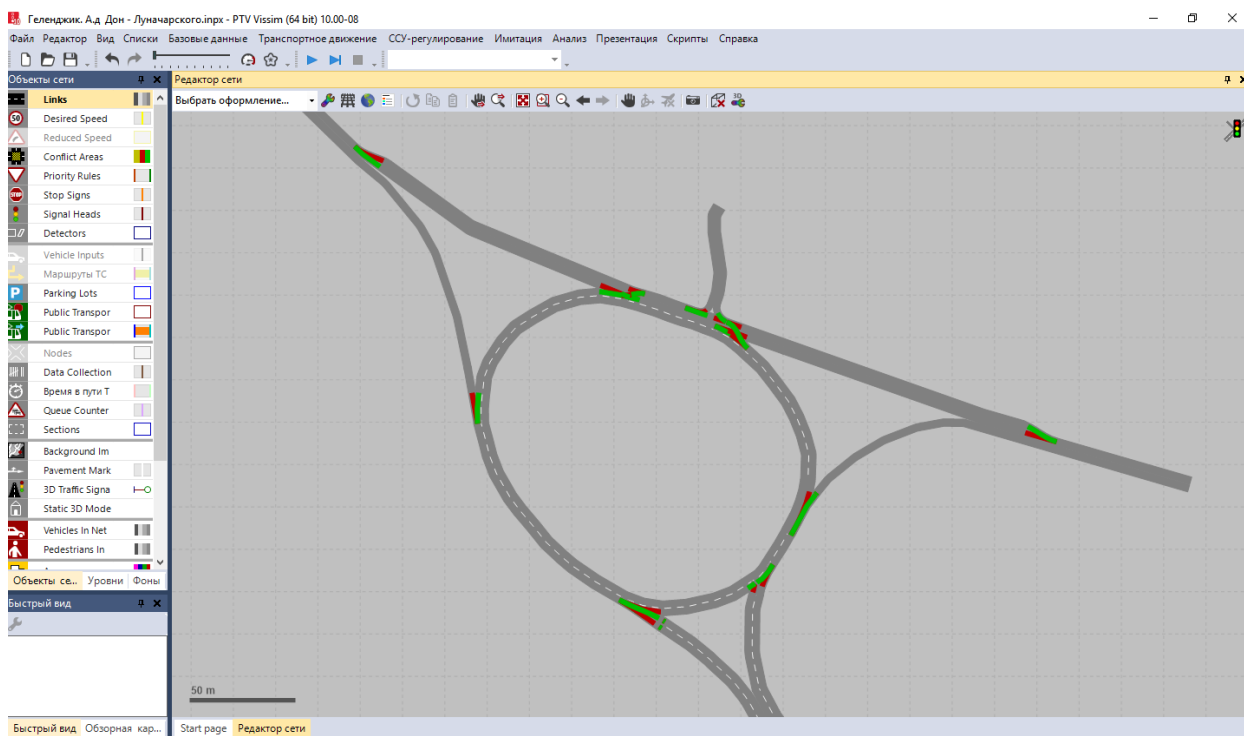 Геленджик. А.д Дон - Луначарского.inpx - PTV Vissim (64 bit) 10.00-08
Файл Редактор Вид Списки Базовые данные Транспортное движение ССУ-регулирование Имитация Анализ Презентация Скрипты Справка
Объекты сети
Links
Desired Speed
Reduced Speed
Conflict Areas
Priority Rules
Stop Signs
Signal Heads
Detectors
Vehicle Inputs
Маршруты ТС
Parking Lots
Public Transpor
Public Transpor
Nodes
Data Collection
Время в пути Т
Queue Counter
Sections
Background Im
Pavement Mark
3D Traffic Signa
Static 3D Mode
Vehicles In Net
Pedestrians In
Объекты се... Уровни Фоны
Быстрый вид
Быстрый вид Обзорная кар...
Редактор сети
Выбрать оформление...
50 m
Start page Редактор сети